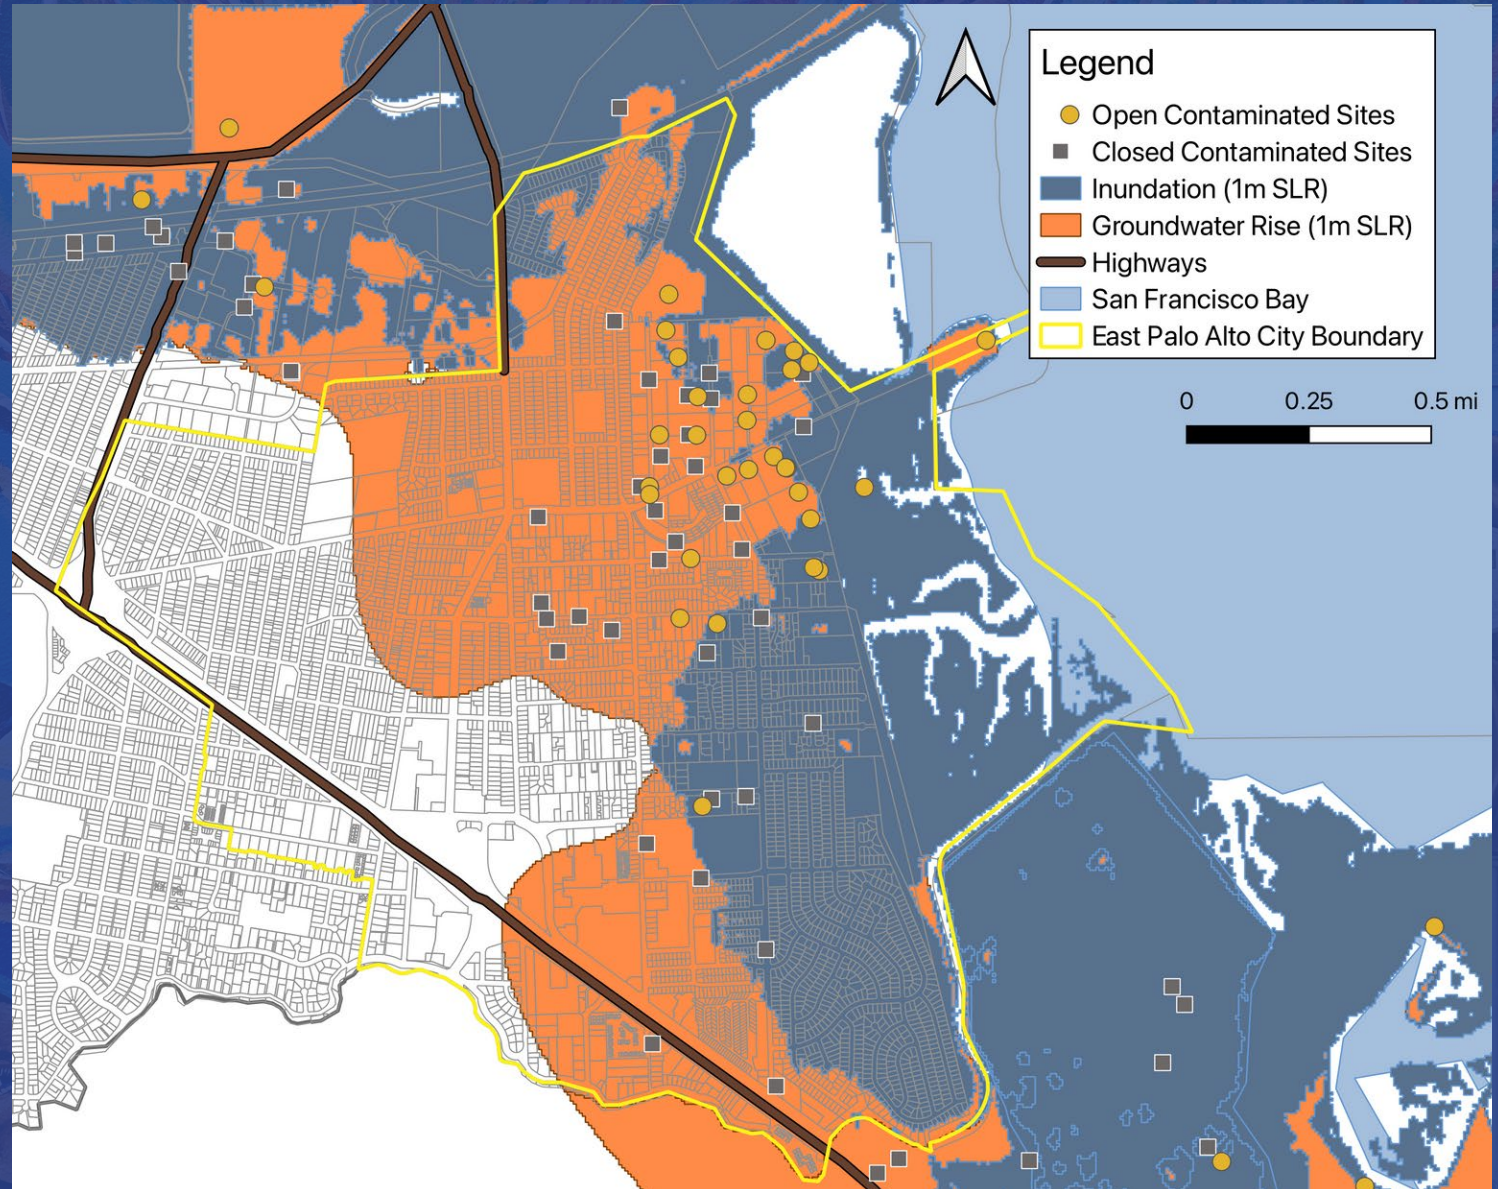 Legend
Open Contaminated Sites
Closed Contaminated Sites
Inundation (1m SLR)
Groundwater Rise (1m SLR)
Highways
San Francisco Bay
East Palo Alto City Boundary
0 0.25 0.5 mi